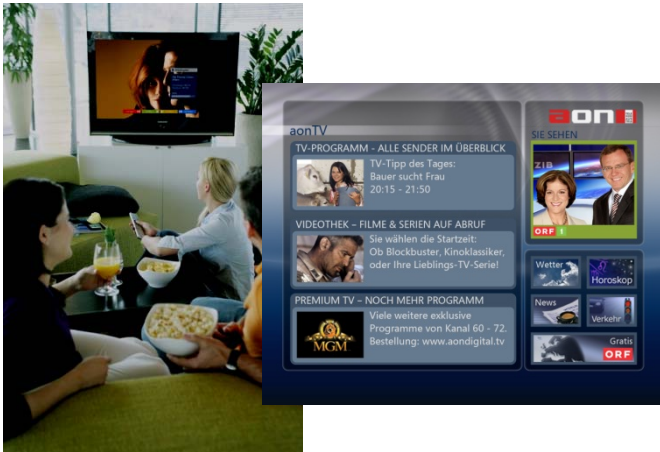 aonTV
TV-PROGRAMM - ALLE SENDER IM ÜBERBLICK
TV-Tipp des Tages:
Bauer sucht Frau
20:15 - 21:50
VIDEOTHEK – FILME & SERIEN AUF ABRUF
Sie wählen die Startzeit:
Ob Blockbuster, Kinoklassiker,
oder Ihre Lieblings-TV-Serie!
PREMIUM TV – NOCH MEHR PROGRAMM
MGM
Viele weitere exklusive
Programme von Kanal 60 - 72.
Bestellung: www.aondigital.tv
aon
SIE SEHEN
ZIB
ORF 1
Wetter
Horoskop
News
Verkehr
Gratis
ORF